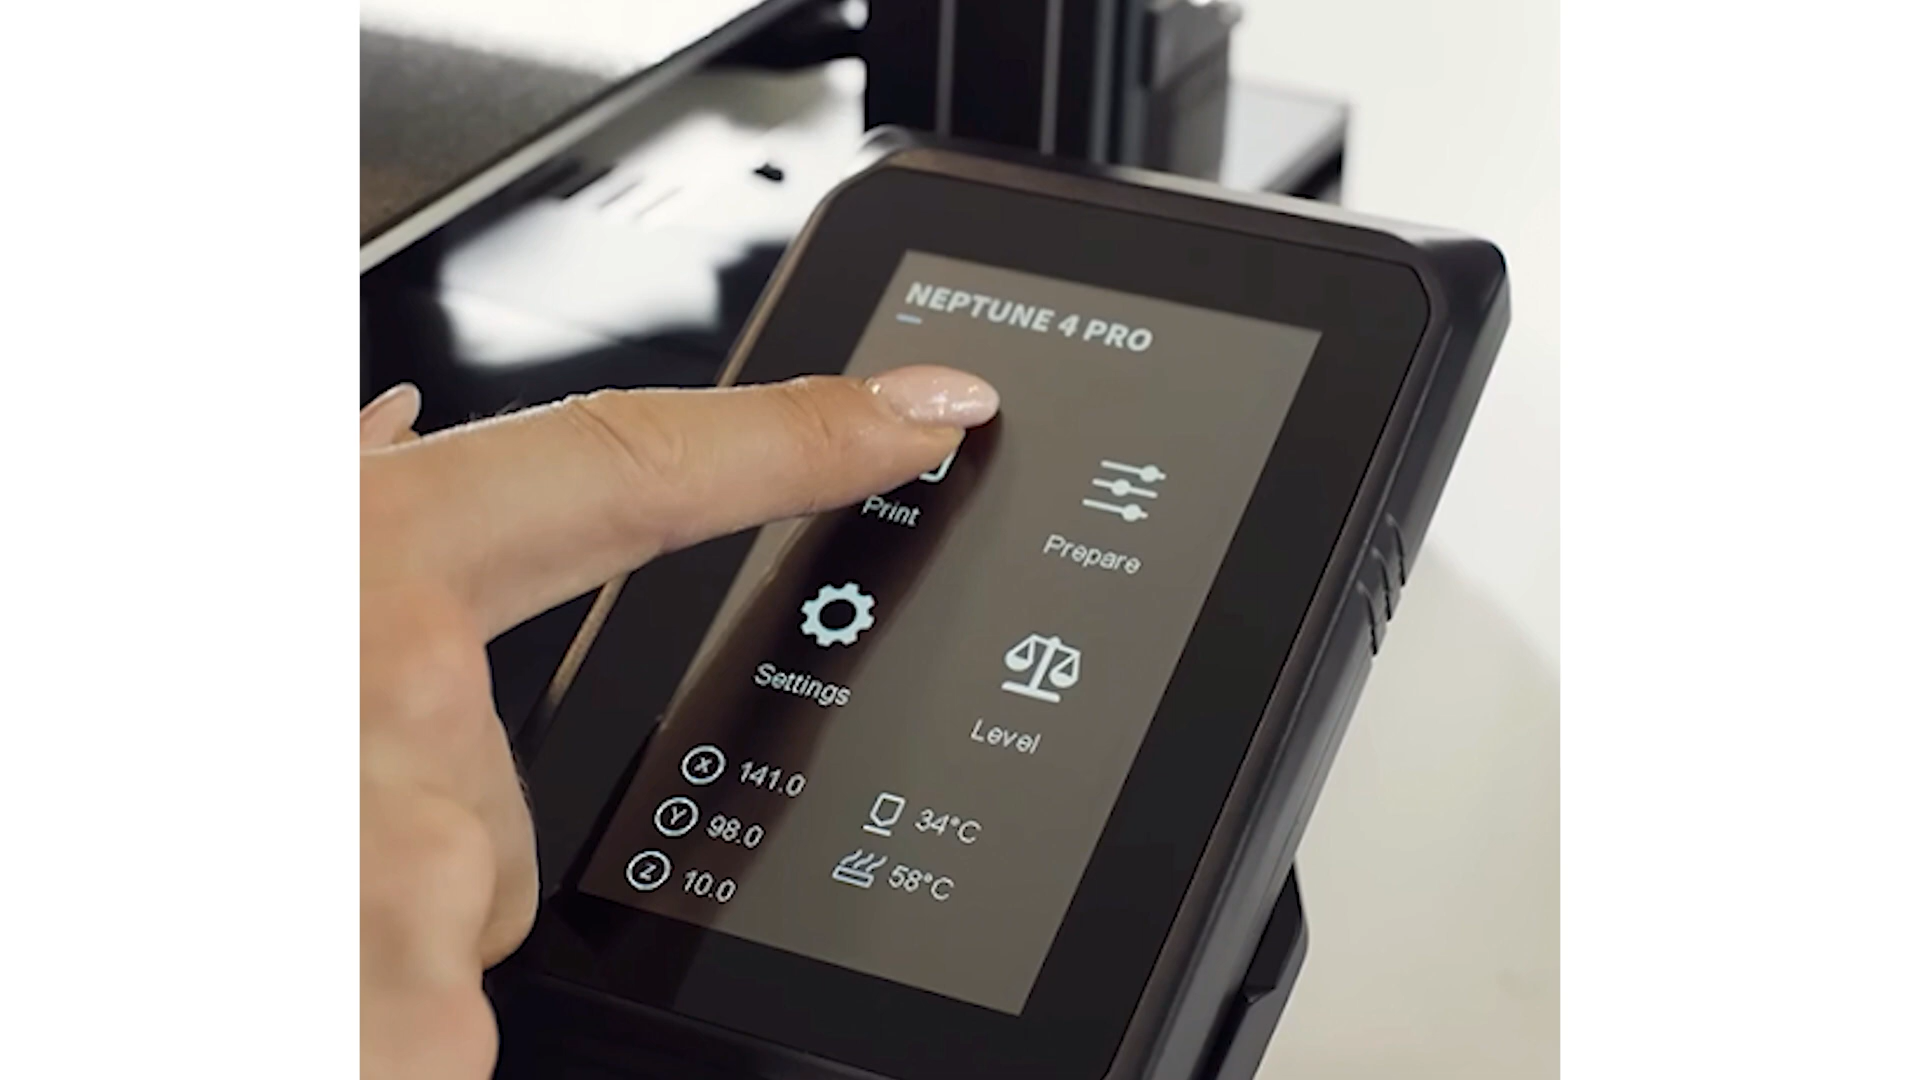 NEPTUNE 4 PRO
Print
Prepare
Settings
Level
X 141.0
Y 98.0
Z 10.0
34°C
58°C